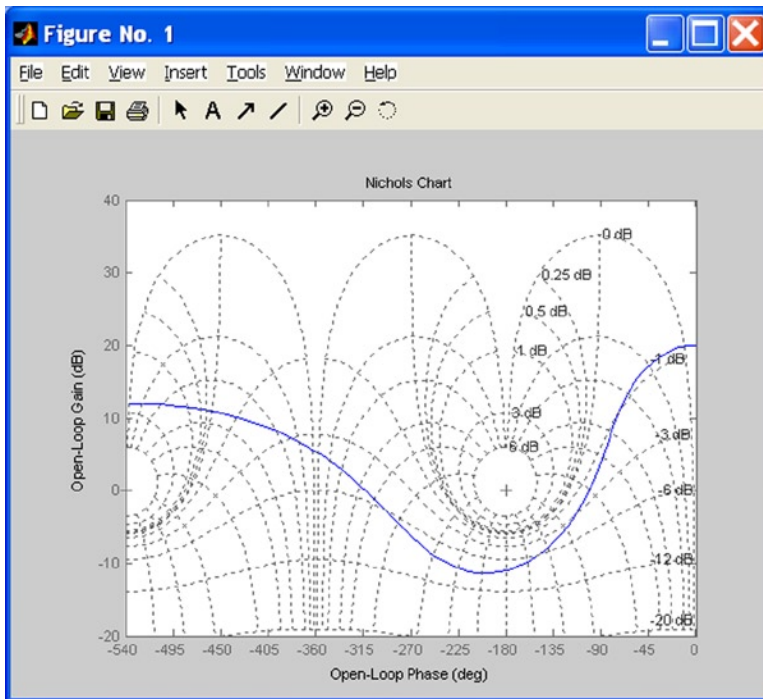 Figure No. 1
File Edit View Insert Tools Window Help
A
Nichols Chart
40
30
20
10
0
-10
-20
Open-Loop Gain (dB)
0 dB
0.25 dB
0.5 dB
1 dB
-1 dB
3 dB
-3 dB
6 dB
-6 dB
-12 dB
-20 dB
-540 -495 -450 -405 -360 -315 -270 -225 -180 -135 -90 -45 0
Open-Loop Phase (deg)